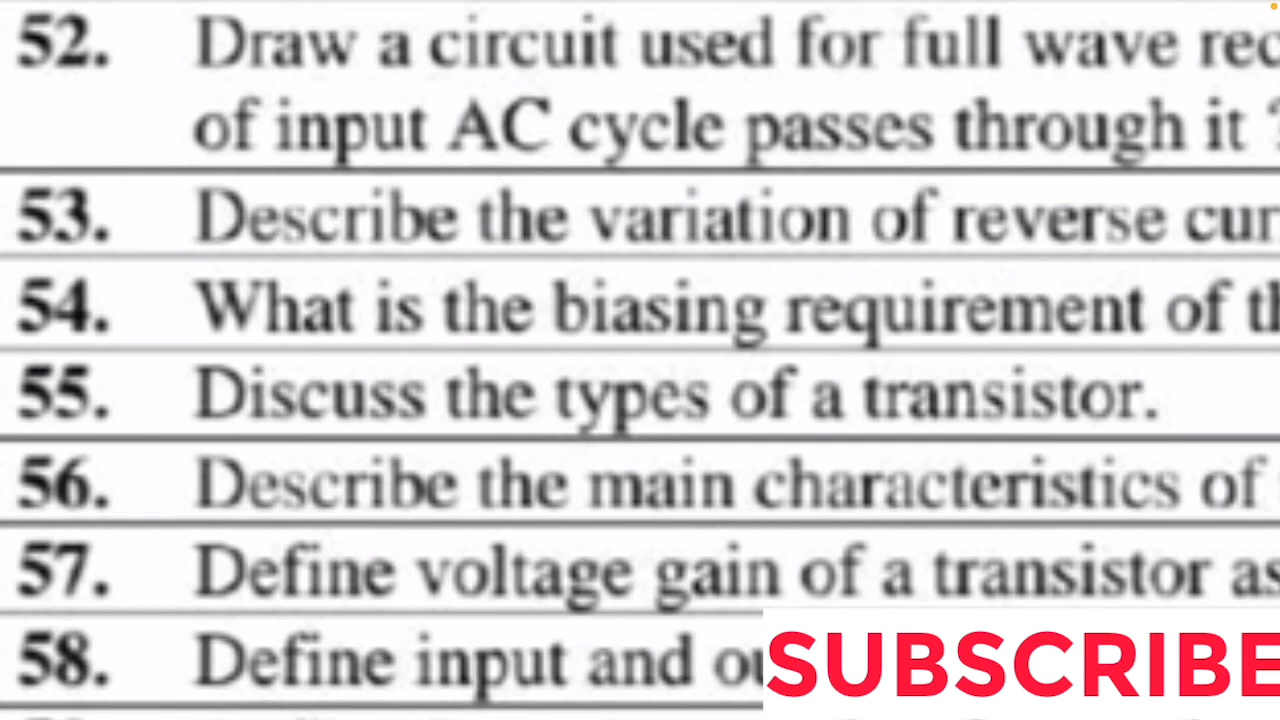 52. Draw a circuit used for full wave rec
of input AC cycle passes through it ?
53. Describe the variation of reverse cur
54. What is the biasing requirement of th
55. Discuss the types of a transistor.
56. Describe the main characteristics of
57. Define voltage gain of a transistor as
58. Define input and ou
SUBSCRIBE